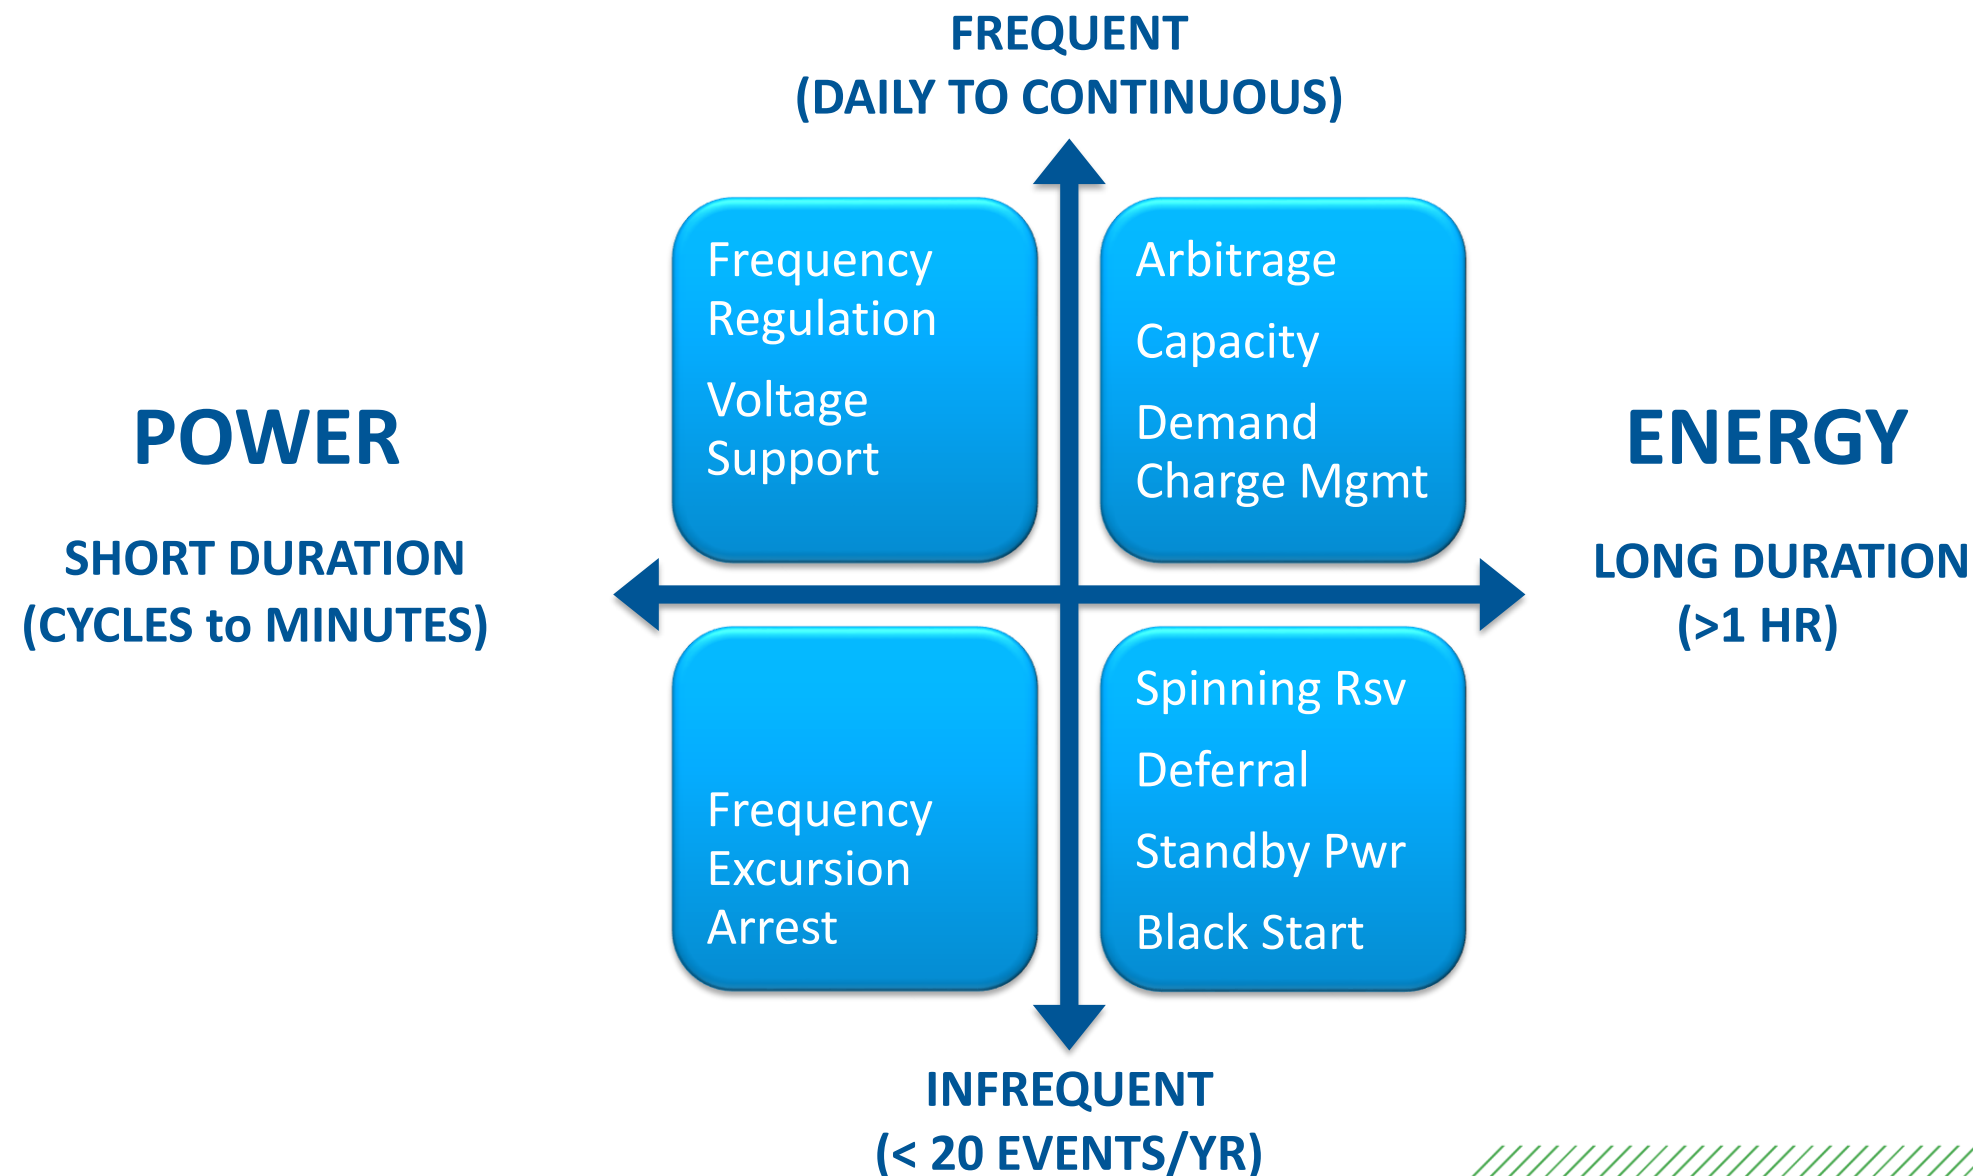 FREQUENT
(DAILY TO CONTINUOUS)
Frequency
Regulation
Voltage
Support
Arbitrage
Capacity
Demand
Charge Mgmt
POWER
SHORT DURATION
(CYCLES to MINUTES)
ENERGY
LONG DURATION
(>1 HR)
Frequency
Excursion
Arrest
Spinning Rsv
Deferral
Standby Pwr
Black Start
INFREQUENT
(< 20 EVENTS/YR)